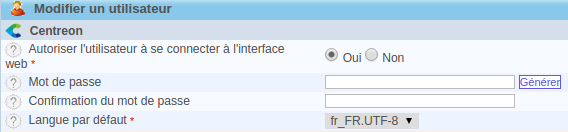 Modifier un utilisateur
Centreon
Autoriser l'utilisateur à se connecter à l'interface
web * Oui Non
Mot de passe Générer
Confirmation du mot de passe
Langue par défaut * fr_FR.UTF-8